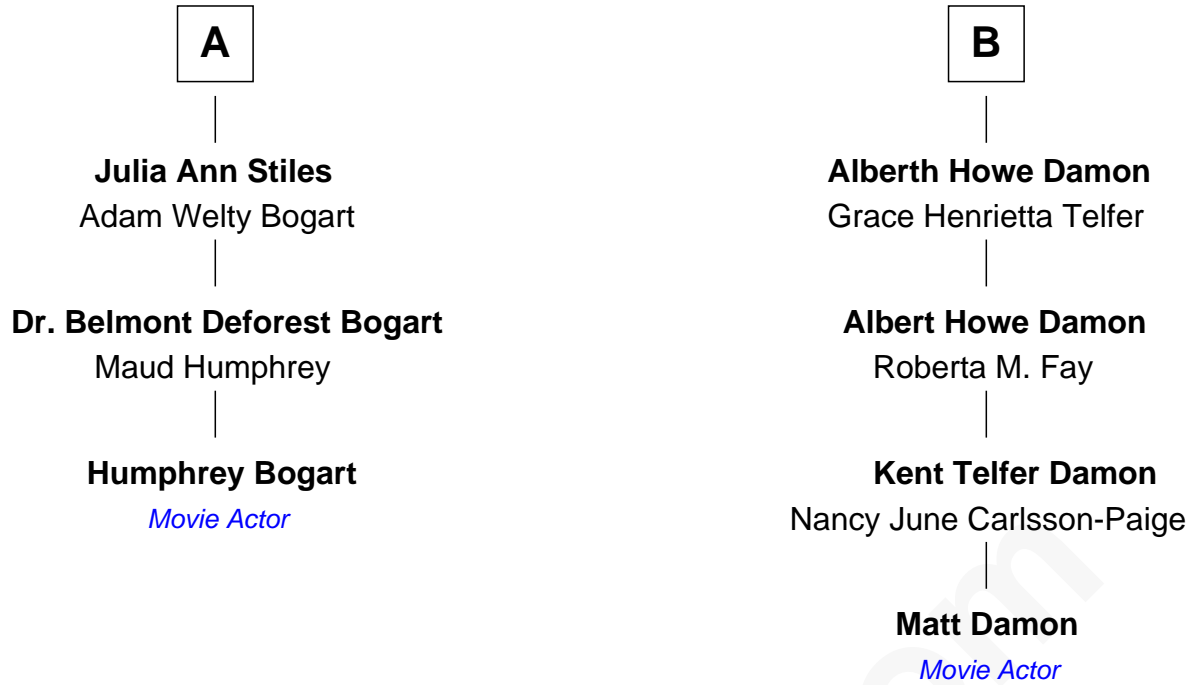 A
Julia Ann Stiles
Adam Welty Bogart
Dr. Belmont Deforest Bogart
Maud Humphrey
Humphrey Bogart
Movie Actor
B
Alberth Howe Damon
Grace Henrietta Telfer
Albert Howe Damon
Roberta M. Fay
Kent Telfer Damon
Nancy June Carlsson-Paige
Matt Damon
Movie Actor